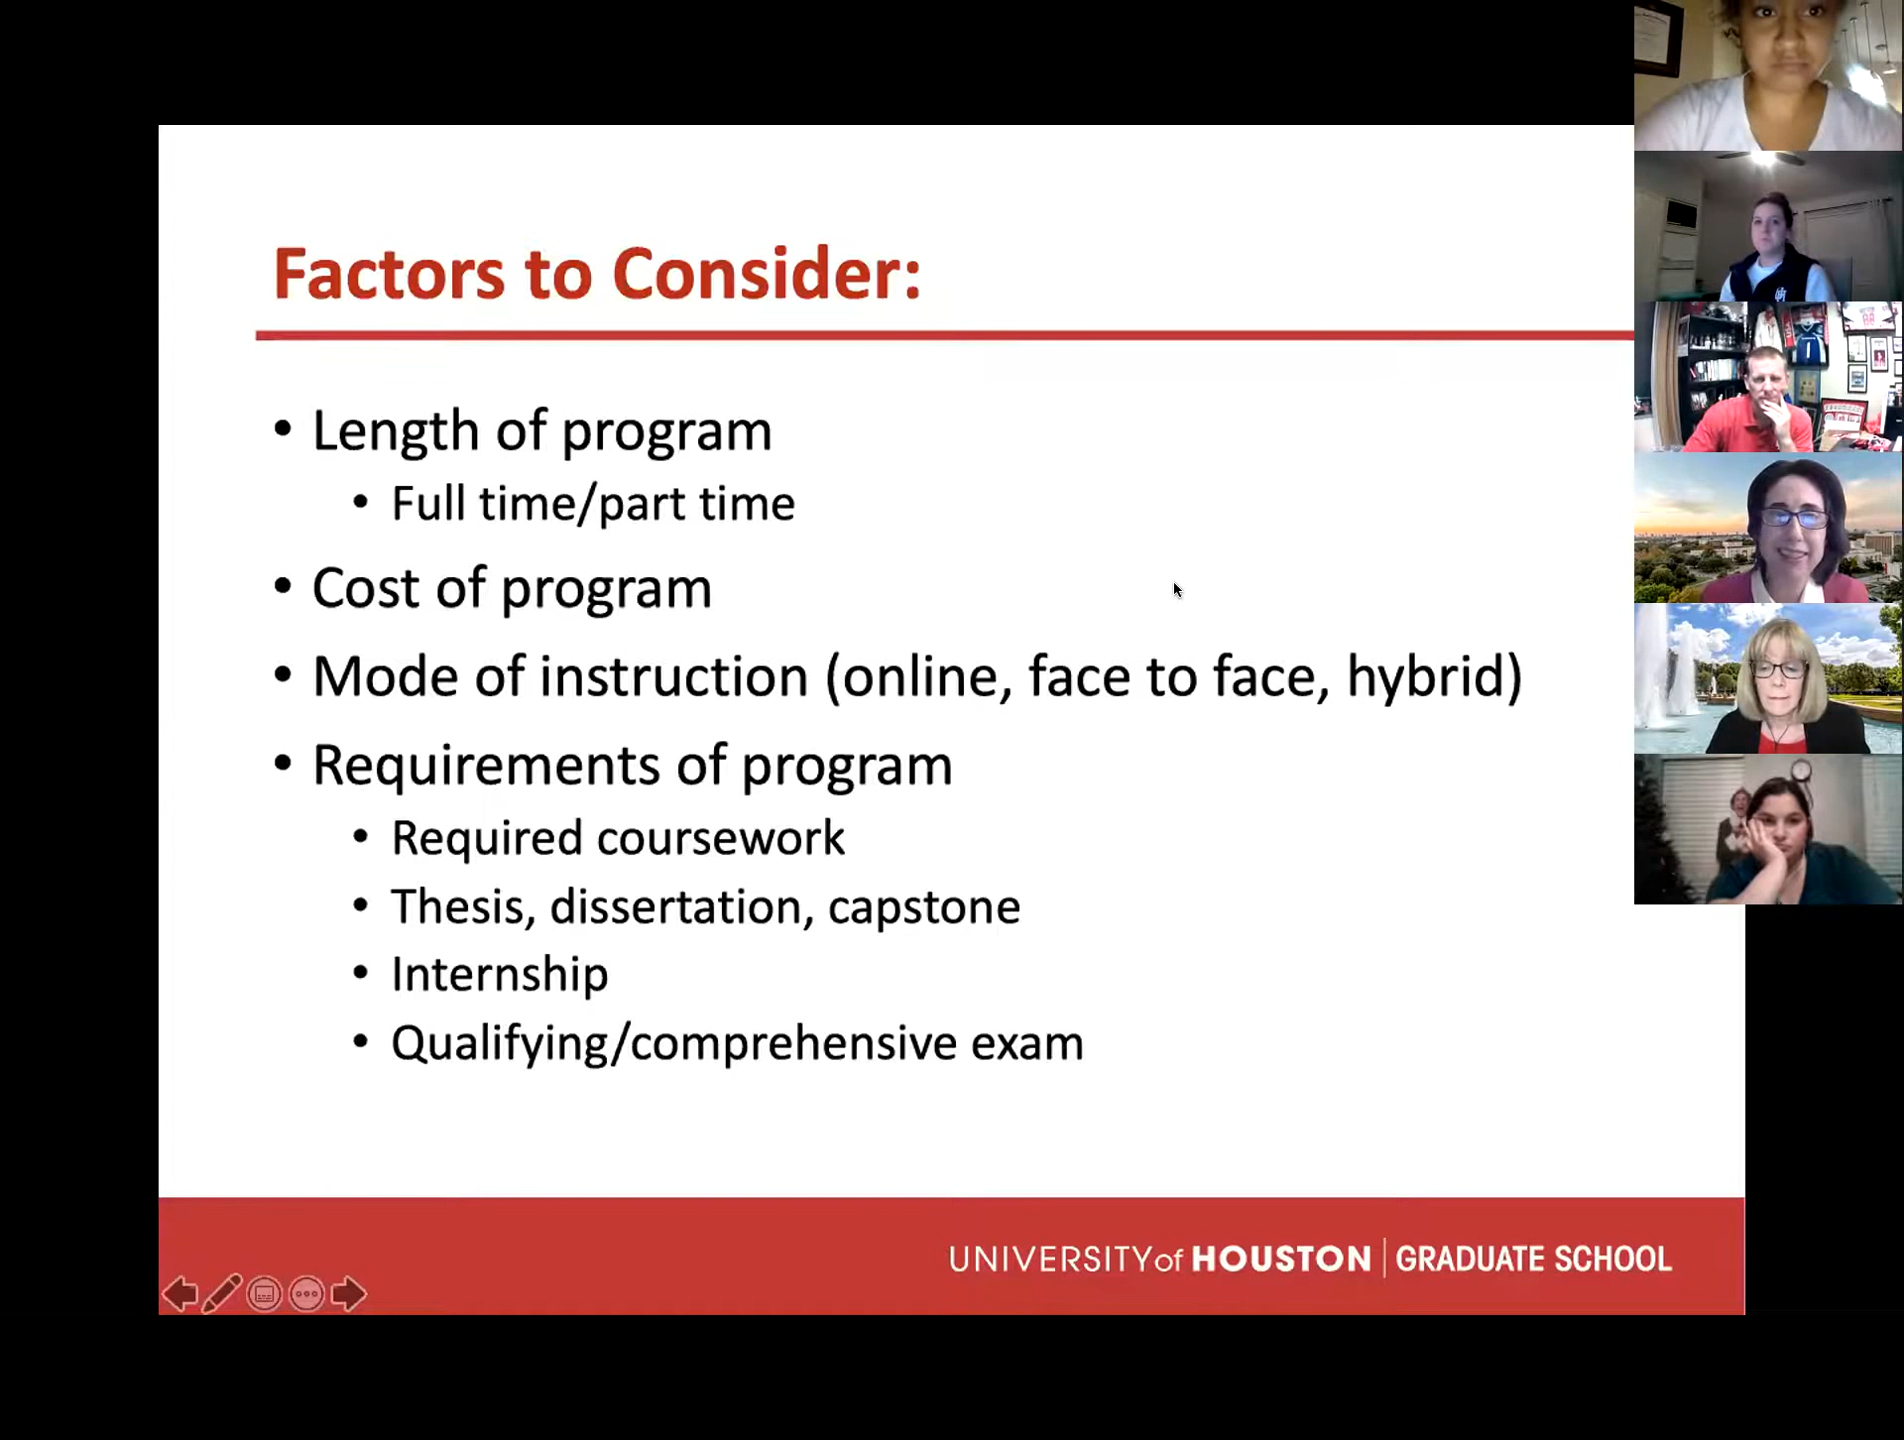 Factors to Consider:
• Length of program
• Full time/part time
• Cost of program
• Mode of instruction (online, face to face, hybrid)
• Requirements of program
• Required coursework
• Thesis, dissertation, capstone
• Internship
• Qualifying/comprehensive exam
UNIVERSITY of HOUSTON | GRADUATE SCHOOL